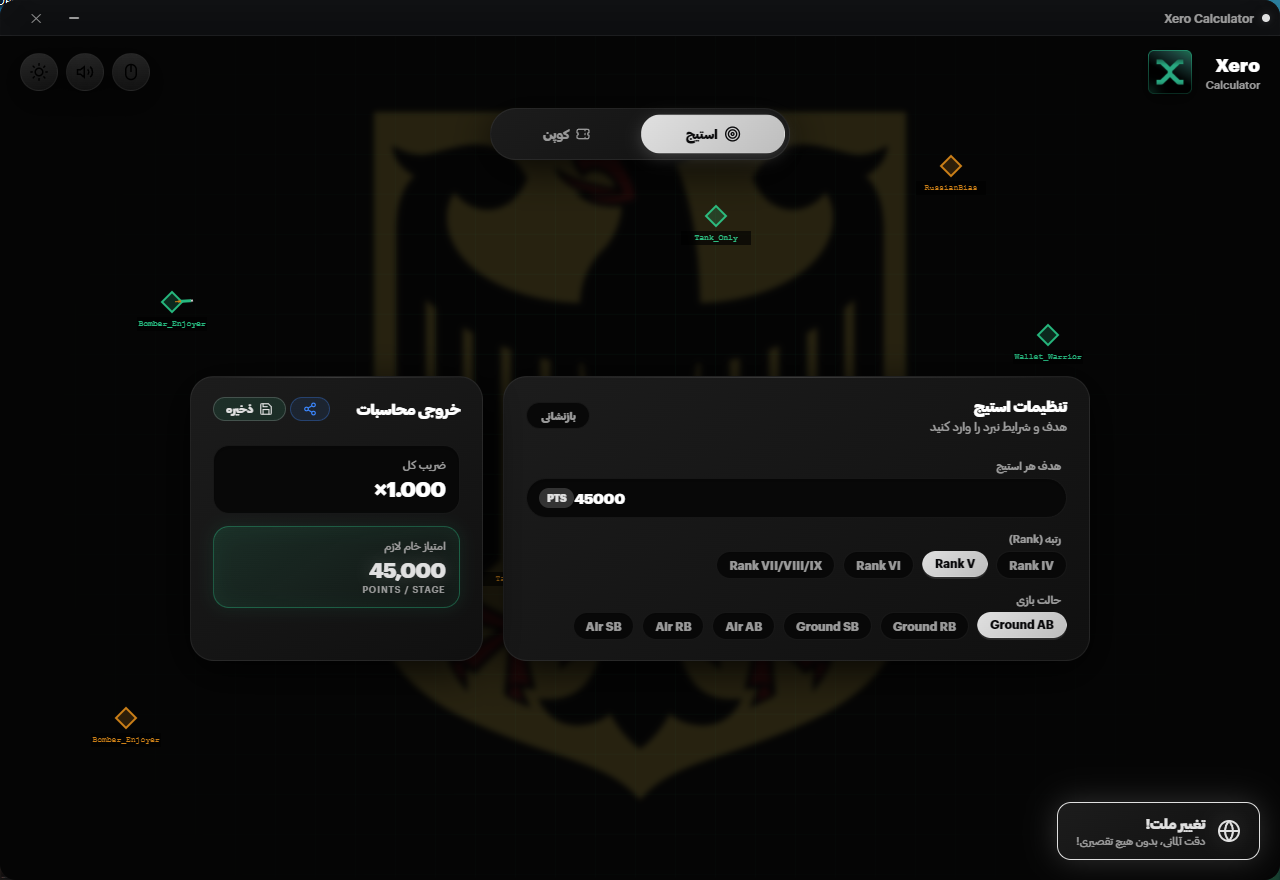 Xero Calculator
Xero
Calculator
استیج
کوپن
RussianBias
Tank_Only
Bomber_Enjoyer
Wallet_Warrior
تنظیمات استیج
هدف و شرایط نبرد را وارد کنید
بازنشانی
هدف هر استیج
45000 PTS
رتبه (Rank)
Rank IV Rank V Rank VI Rank VII/VIII/IX
حالت بازی
Ground AB Ground RB Ground SB Air AB Air RB Air SB
خروجی محاسبات
ذخیره
ضریب کل
×1.000
امتیاز خام لازم
45,000
POINTS / STAGE
Bomber_Enjoyer
تغییر ملت!
دقت آلمانی، بدون هیچ تقصیری!